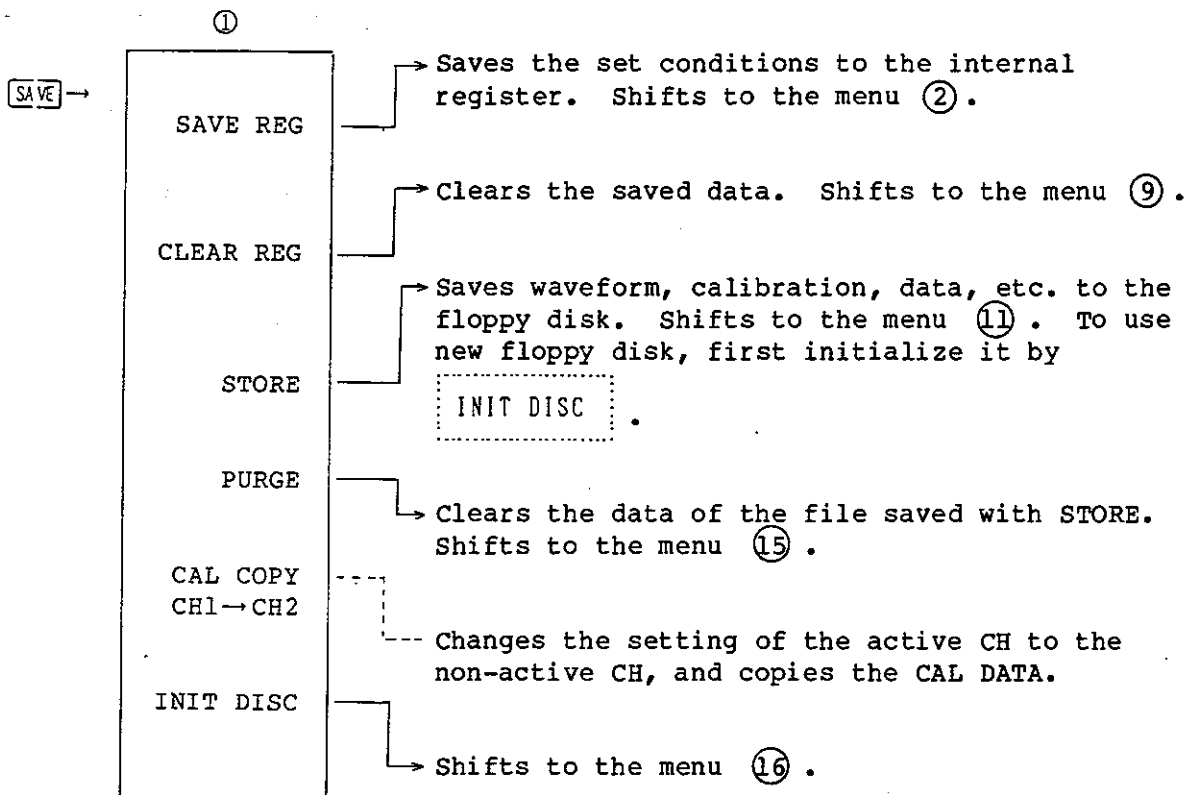 ①
SAVE →
SAVE REG
Saves the set conditions to the internal
register. Shifts to the menu ② .
CLEAR REG
Clears the saved data. Shifts to the menu ⑨ .
STORE
Saves waveform, calibration, data, etc. to the
floppy disk. Shifts to the menu ⑪ . To use
new floppy disk, first initialize it by
INIT DISC .
PURGE
Clears the data of the file saved with STORE.
Shifts to the menu ⑮ .
CAL COPY
CH1→CH2
Changes the setting of the active CH to the
non-active CH, and copies the CAL DATA.
INIT DISC
Shifts to the menu ⑯ .